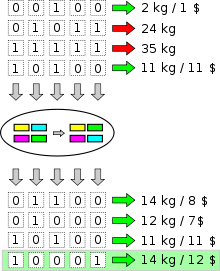 0 0 1 0 0 2 kg / 1 $
0 1 0 1 1 24 kg
1 1 1 1 1 35 kg
1 0 1 0 0 11 kg / 11 $
0 1 1 0 0 14 kg / 8 $
0 1 0 0 0 12 kg / 7$
1 0 1 0 0 11 kg / 11 $
1 0 0 0 1 14 kg / 12 $